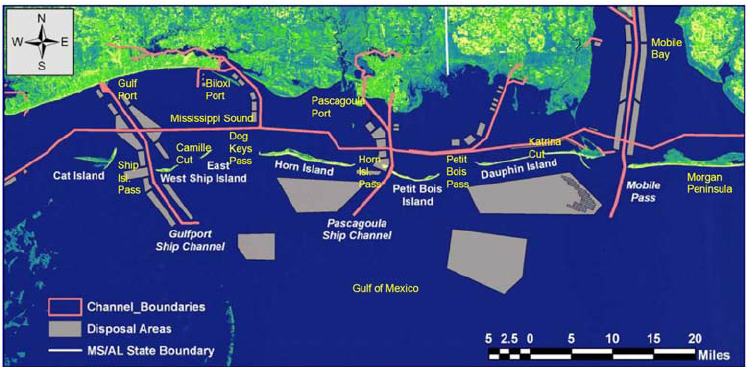 N
W E
S
Mobile
Bay
Gulf
Port
Biloxi
Port
Pascagoula
Port
Mississippi Sound
Camille
Cut
Dog
Keys
Pass
Katrina
Cut
Cat Island
Ship
Isl.
Pass
East
West Ship Island
Horn Island
Horn
Isl.
Pass
Petit Bois
Island
Petit
Bois
Pass
Dauphin Island
Mobile
Pass
Morgan
Peninsula
Gulfport
Ship Channel
Pascagoula
Ship Channel
Gulf of Mexico
Channel_Boundaries
Disposal Areas
MS/AL State Boundary
5 2.5 0 5 10 15 20
Miles